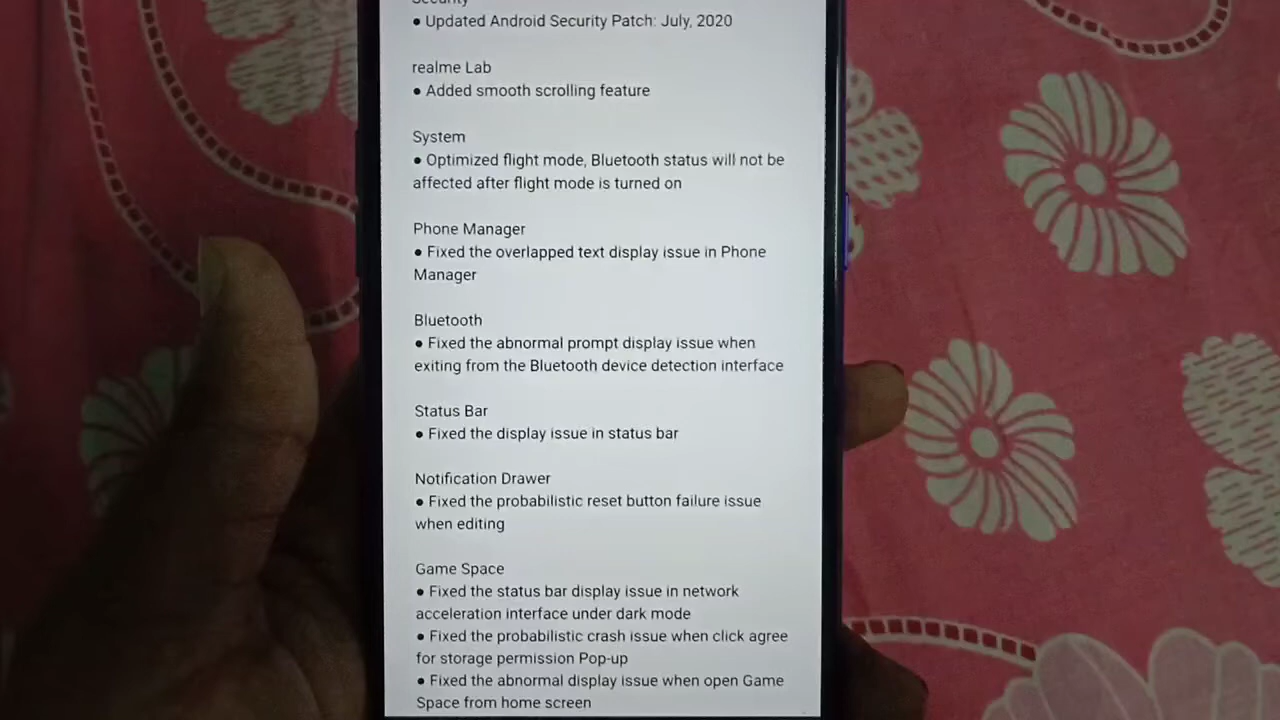 Security
● Updated Android Security Patch: July, 2020
realme Lab
● Added smooth scrolling feature
System
● Optimized flight mode, Bluetooth status will not be
affected after flight mode is turned on
Phone Manager
● Fixed the overlapped text display issue in Phone
Manager
Bluetooth
● Fixed the abnormal prompt display issue when
exiting from the Bluetooth device detection interface
Status Bar
● Fixed the display issue in status bar
Notification Drawer
● Fixed the probabilistic reset button failure issue
when editing
Game Space
● Fixed the status bar display issue in network
acceleration interface under dark mode
● Fixed the probabilistic crash issue when click agree
for storage permission Pop-up
● Fixed the abnormal display issue when open Game
Space from home screen